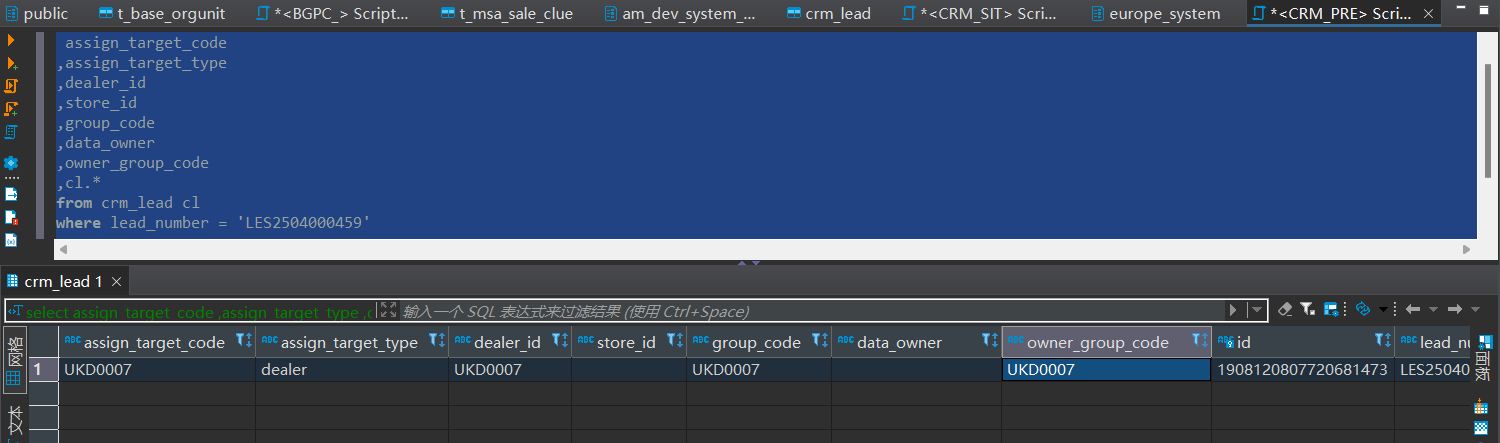 public t_base_orgunit *<BGPC_> Script... t_msa_sale_clue am_dev_system_... crm_lead *<CRM_SIT> Scri... europe_system *<CRM_PRE> Scri...
assign_target_code
,assign_target_type
,dealer_id
,store_id
,group_code
,data_owner
,owner_group_code
,cl.*
from crm_lead cl
where lead_number = 'LES2504000459'
crm_lead 1
select assign_target_code ,assign_target_type ,d 输入一个 SQL 表达式来过滤结果 (使用 Ctrl+Space)
网格 assign_target_code assign_target_type dealer_id store_id group_code data_owner owner_group_code id lead_nu 面板
1 UKD0007 dealer UKD0007 UKD0007 UKD0007 1908120807720681473 LES25040
文本